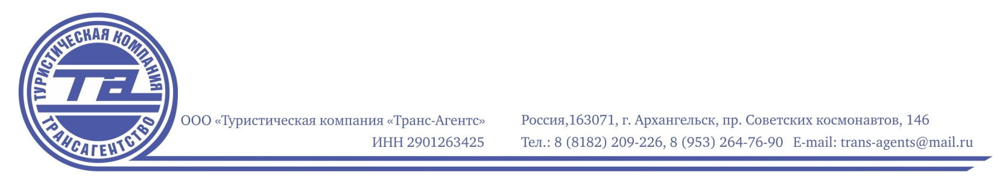 ТУРИСТИЧЕСКАЯ КОМПАНИЯ
ТА
ТРАНСАГЕНТСТВО
ООО «Туристическая компания «Транс-Агентс»
ИНН 2901263425
Россия,163071, г. Архангельск, пр. Советских космонавтов, 146
Тел.: 8 (8182) 209-226, 8 (953) 264-76-90 E-mail: trans-agents@mail.ru